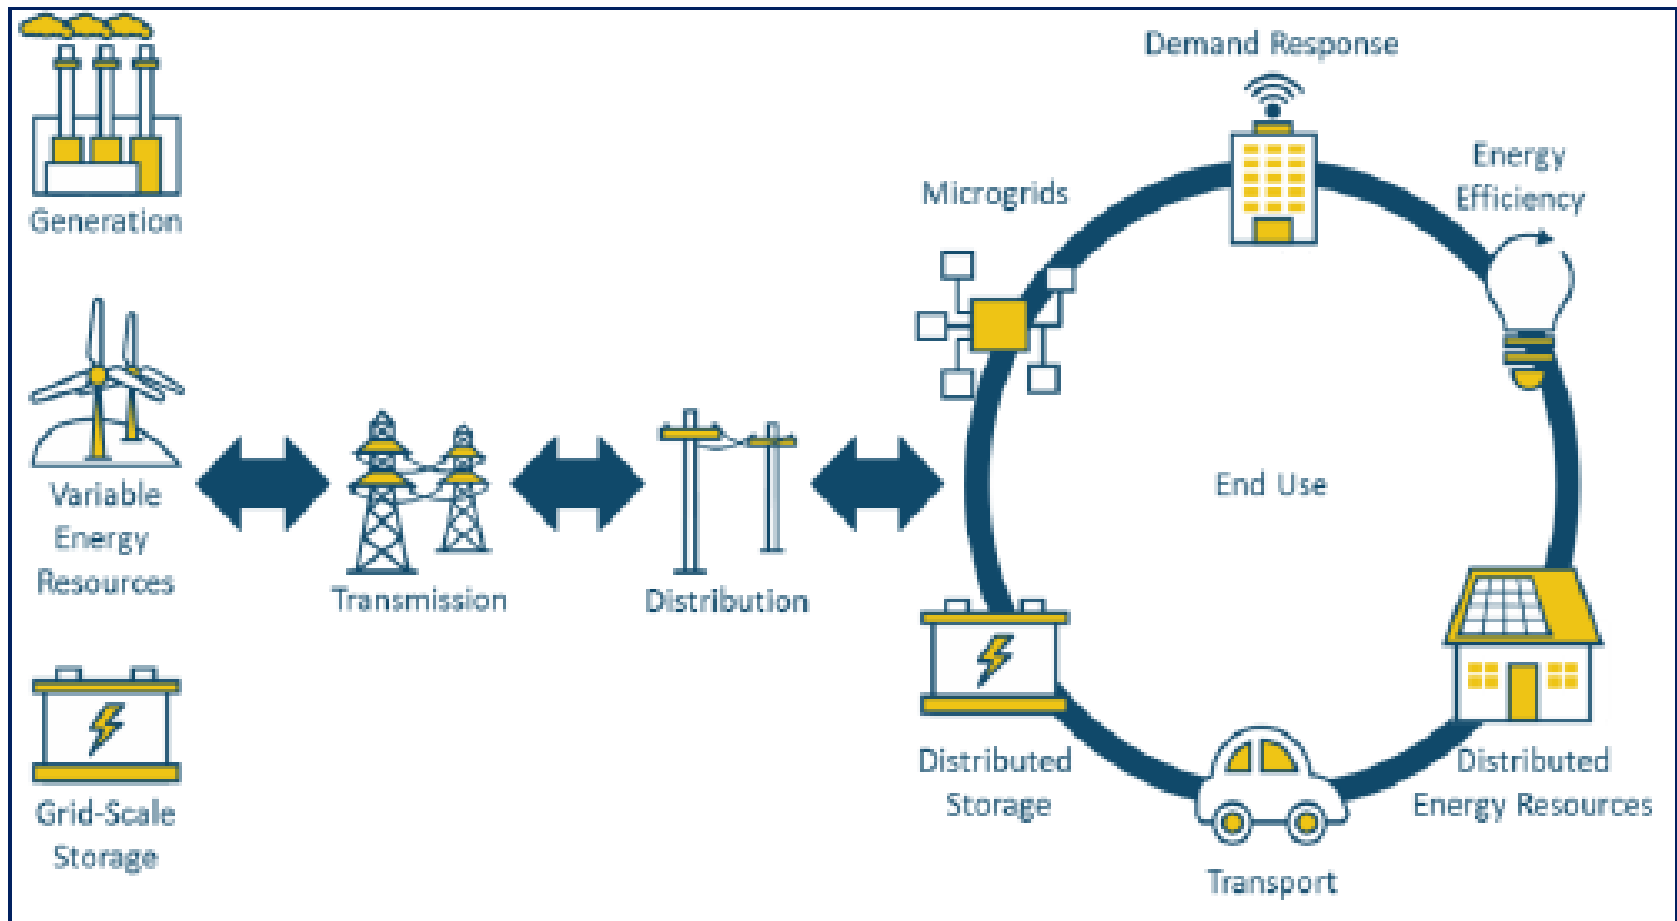 Generation
Variable
Energy
Resources
Grid-Scale
Storage
Transmission
Distribution
Demand Response
Energy
Efficiency
Microgrids
End Use
Distributed
Storage
Distributed
Energy Resources
Transport